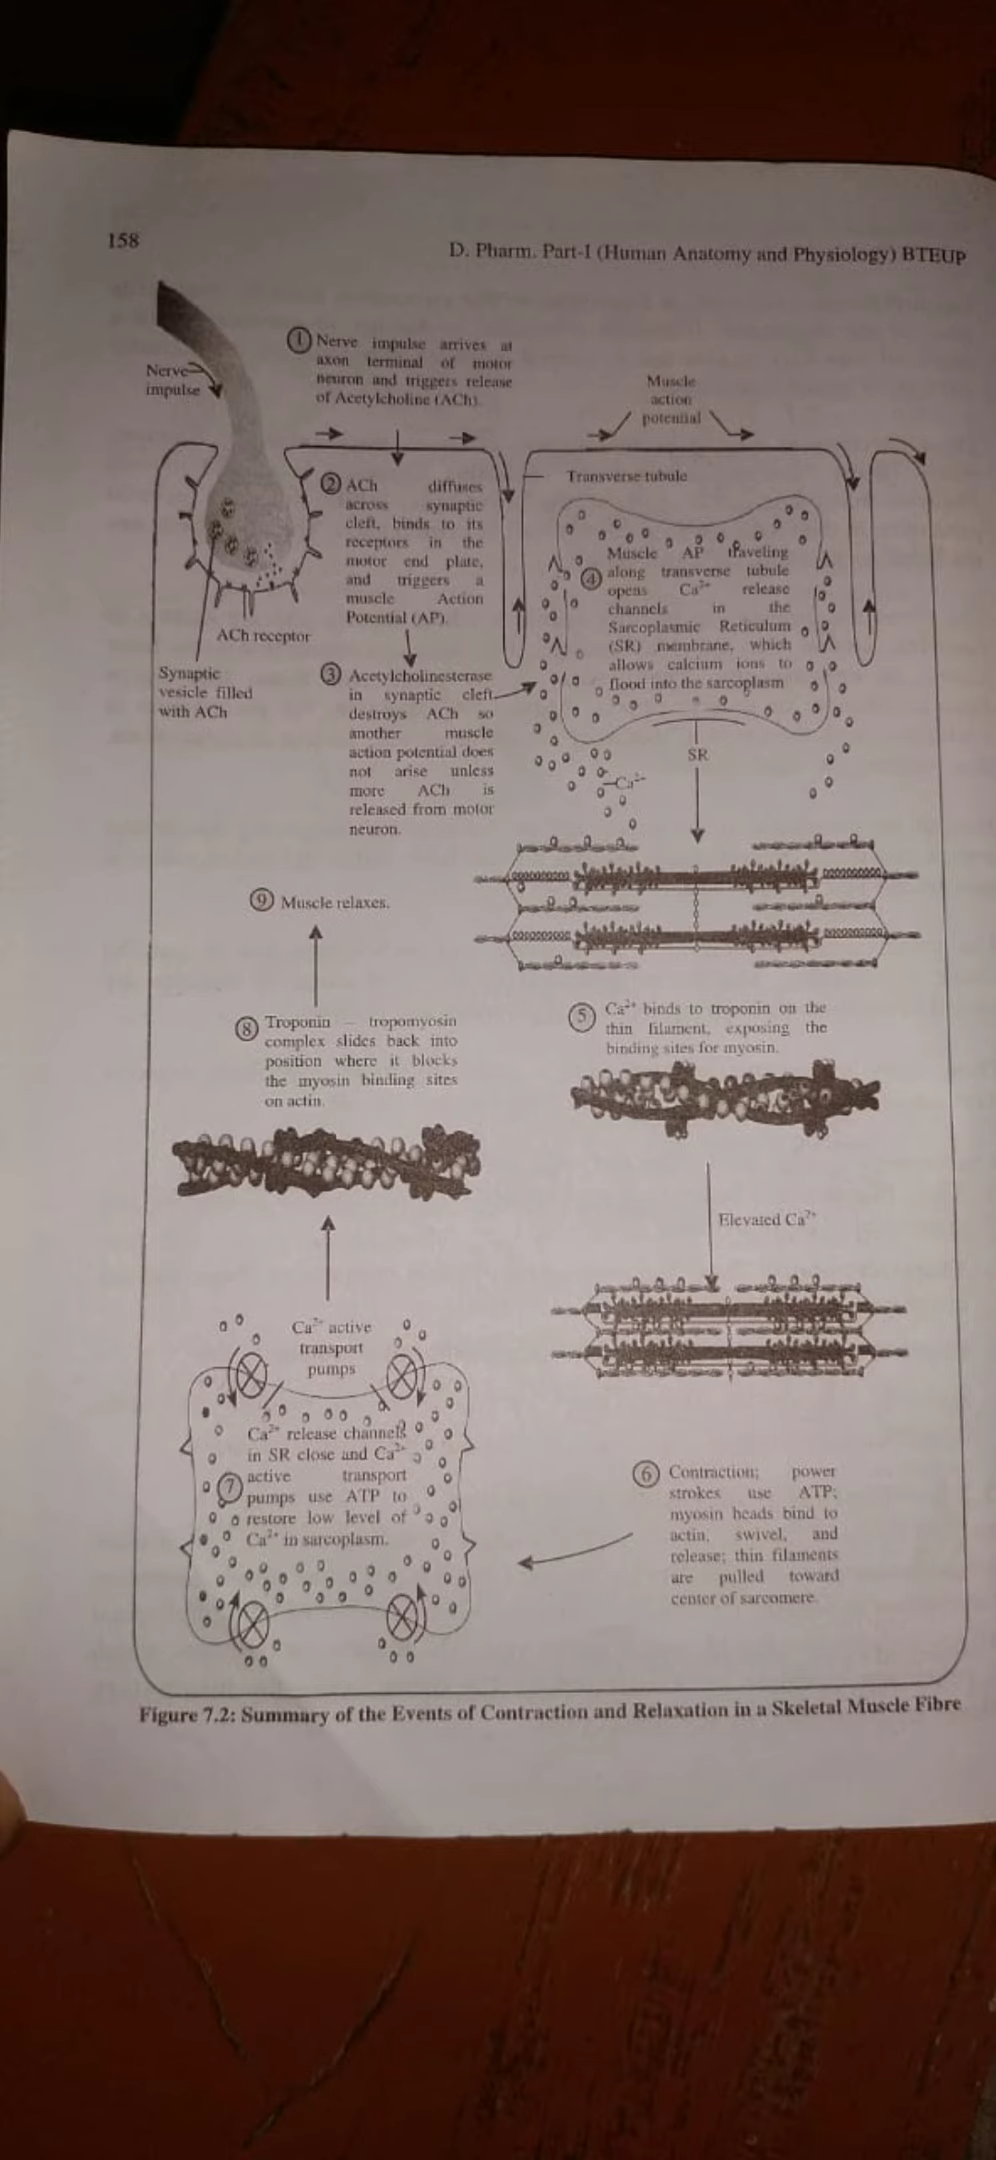 158
D. Pharm. Part-I (Human Anatomy and Physiology) BTEUP
1 Nerve impulse arrives at
axon terminal of motor
neuron and triggers release
of Acetylcholine (ACh).
Nerve
impulse
Muscle
action
potential
Transverse tubule
2 ACh diffuses
across synaptic
cleft, binds to its
receptors in the
motor end plate,
and triggers a
muscle Action
Potential (AP).
ACh receptor
Synaptic
vesicle filled
with ACh
3 Acetylcholinesterase
in synaptic cleft
destroys ACh so
another muscle
action potential does
not arise unless
more ACh is
released from motor
neuron.
Muscle AP traveling
4 along transverse tubule
opens Ca²⁺ release
channels in the
Sarcoplasmic Reticulum
(SR) membrane, which
allows calcium ions to
flood into the sarcoplasm
SR
Ca²⁺
5 Ca²⁺ binds to troponin on the
thin filament, exposing the
binding sites for myosin.
Elevated Ca²⁺
6 Contraction; power
strokes use ATP;
myosin heads bind to
actin, swivel, and
release; thin filaments
are pulled toward
center of sarcomere.
Ca²⁺ active
transport
pumps
Ca²⁺ release channels
in SR close and Ca²⁺
7 active transport
pumps use ATP to
restore low level of
Ca²⁺ in sarcoplasm.
8 Troponin – tropomyosin
complex slides back into
position where it blocks
the myosin binding sites
on actin.
9 Muscle relaxes.
Figure 7.2: Summary of the Events of Contraction and Relaxation in a Skeletal Muscle Fibre